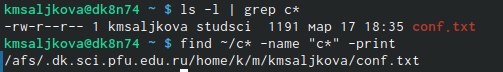 kmsaljkova@dk8n74 ~ $ ls -l | grep c*
-rw-r--r-- 1 kmsaljkova studsci  1191 мар 17 18:35 conf.txt
kmsaljkova@dk8n74 ~ $ find ~/c* -name "c*" -print
/afs/.dk.sci.pfu.edu.ru/home/k/m/kmsaljkova/conf.txt